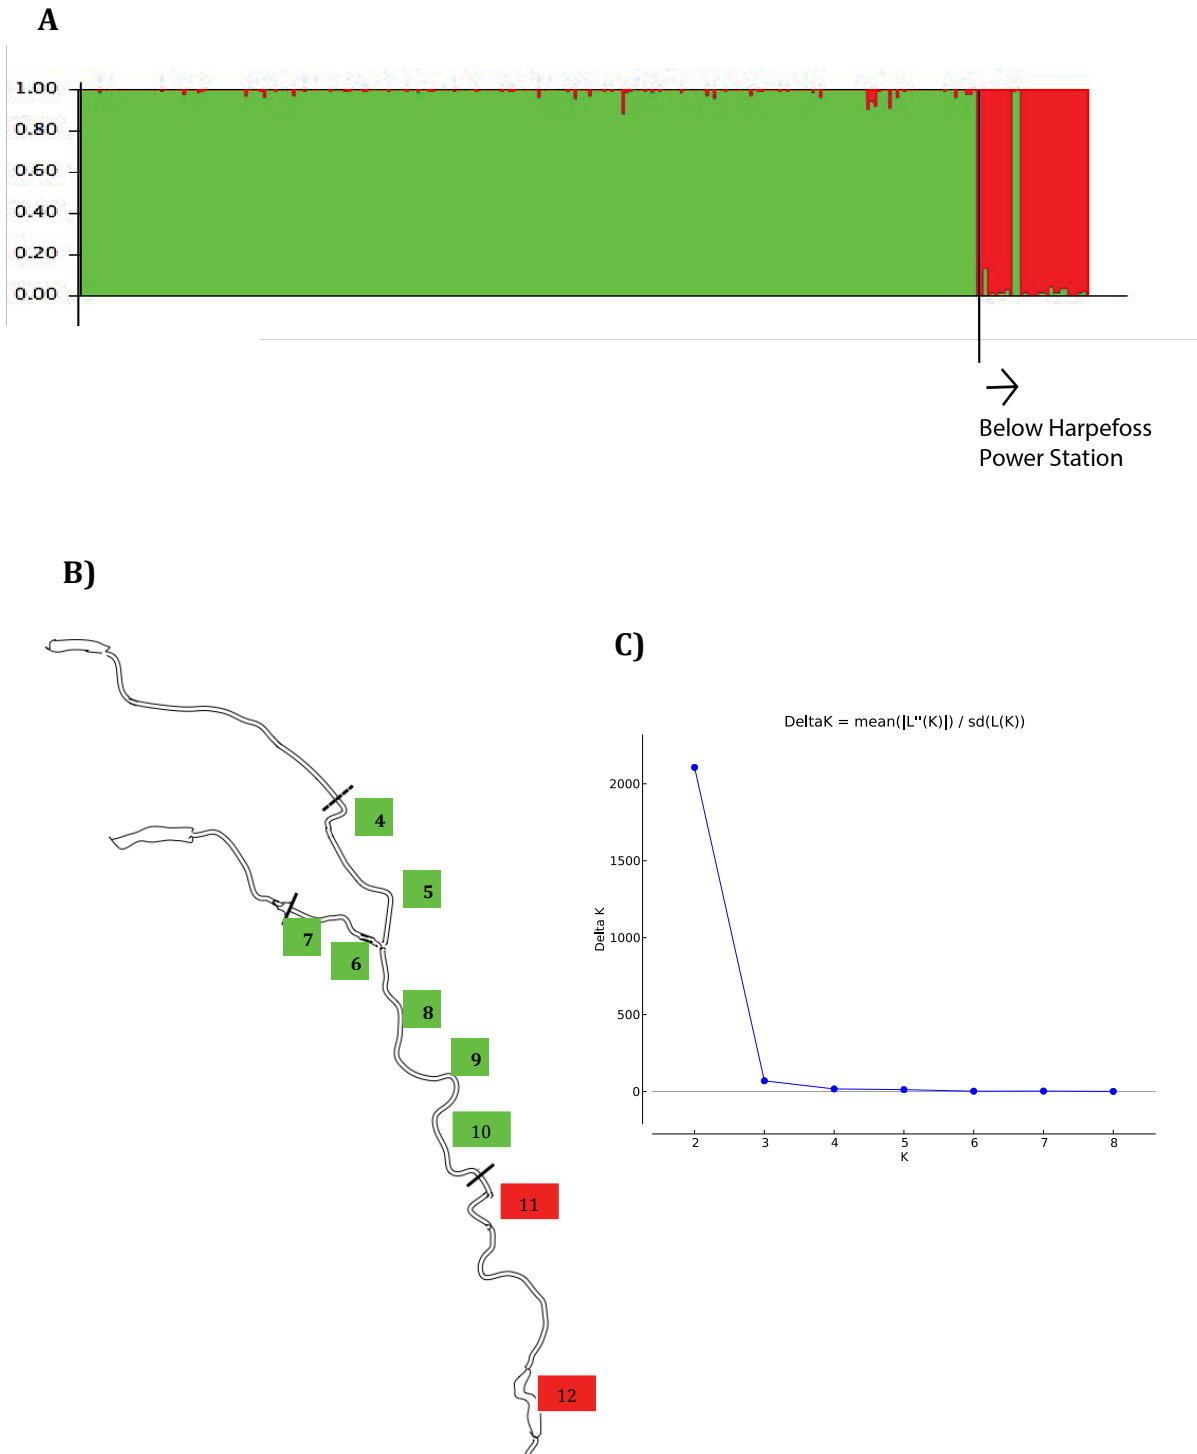 A
1.00
0.80
0.60
0.40
0.20
0.00
Below Harpefoss
Power Station
B)
4
5
7
6
8
9
10
11
12
C)
DeltaK = mean(|L"(K)|) / sd(L(K))
2000
1500
1000
500
0
Delta K
2 3 4 5 6 7 8
K